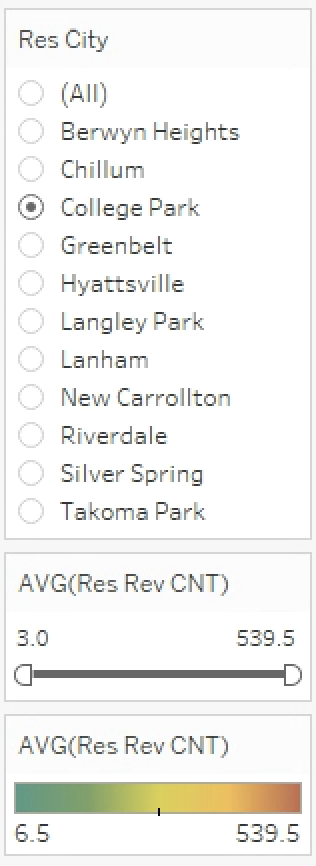 Res City
(All)
Berwyn Heights
Chillum
College Park
Greenbelt
Hyattsville
Langley Park
Lanham
New Carrollton
Riverdale
Silver Spring
Takoma Park
AVG(Res Rev CNT)
3.0 539.5
AVG(Res Rev CNT)
6.5 539.5